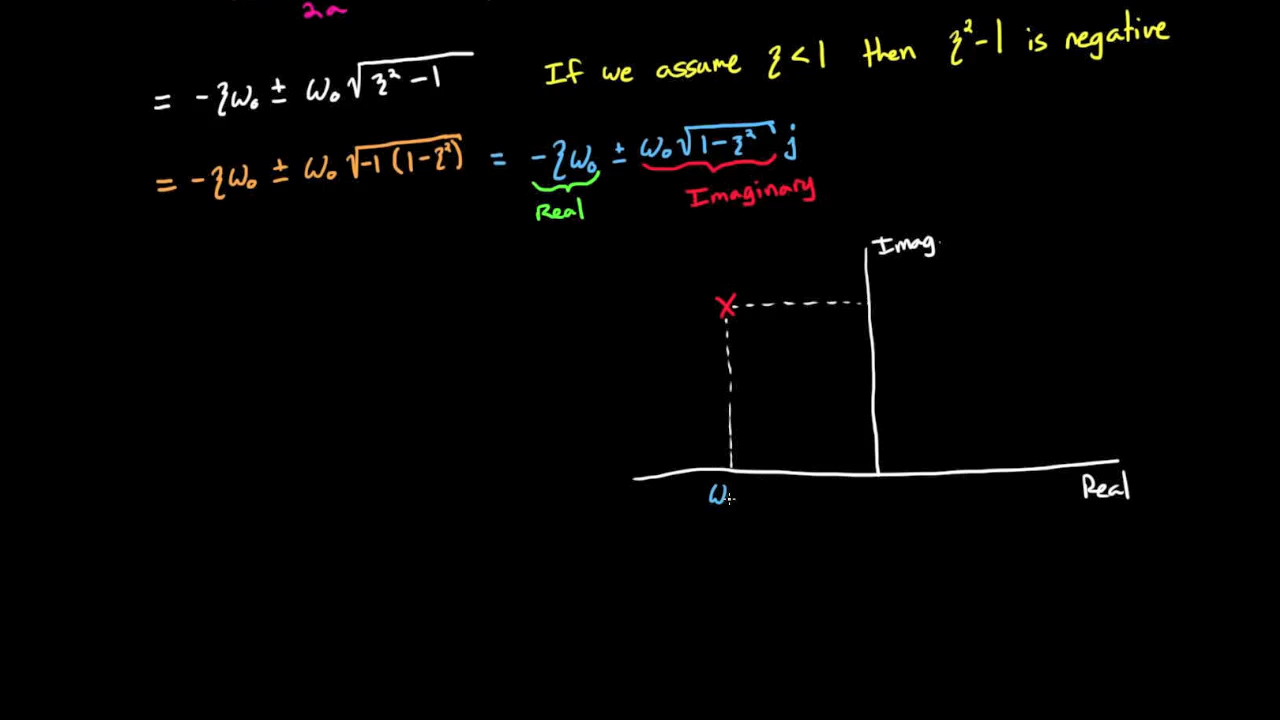 2a
= -ζω₀ ± ω₀√(ζ² - 1)
If we assume ζ < 1 then ζ² - 1 is negative
= -ζω₀ ± ω₀√(-1 (1 - ζ²)) = -ζω₀ ± ω₀√(1 - ζ²) j
Real Imaginary
Imag.
X
ω
Real